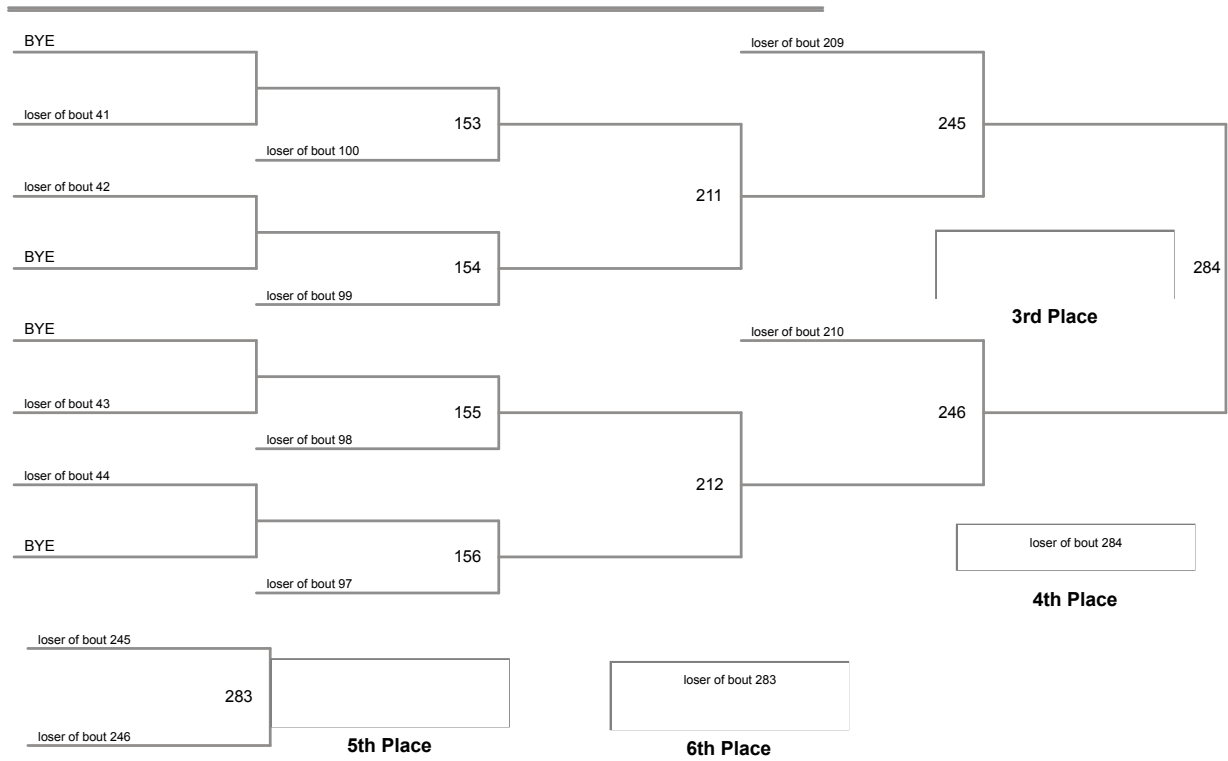 BYE
loser of bout 209
loser of bout 41
153
245
loser of bout 100
loser of bout 42
211
BYE
154
284
loser of bout 99
3rd Place
BYE
loser of bout 210
loser of bout 43
155
246
loser of bout 98
loser of bout 44
212
BYE
156
loser of bout 284
loser of bout 97
4th Place
loser of bout 245
283
loser of bout 283
loser of bout 246
5th Place
6th Place